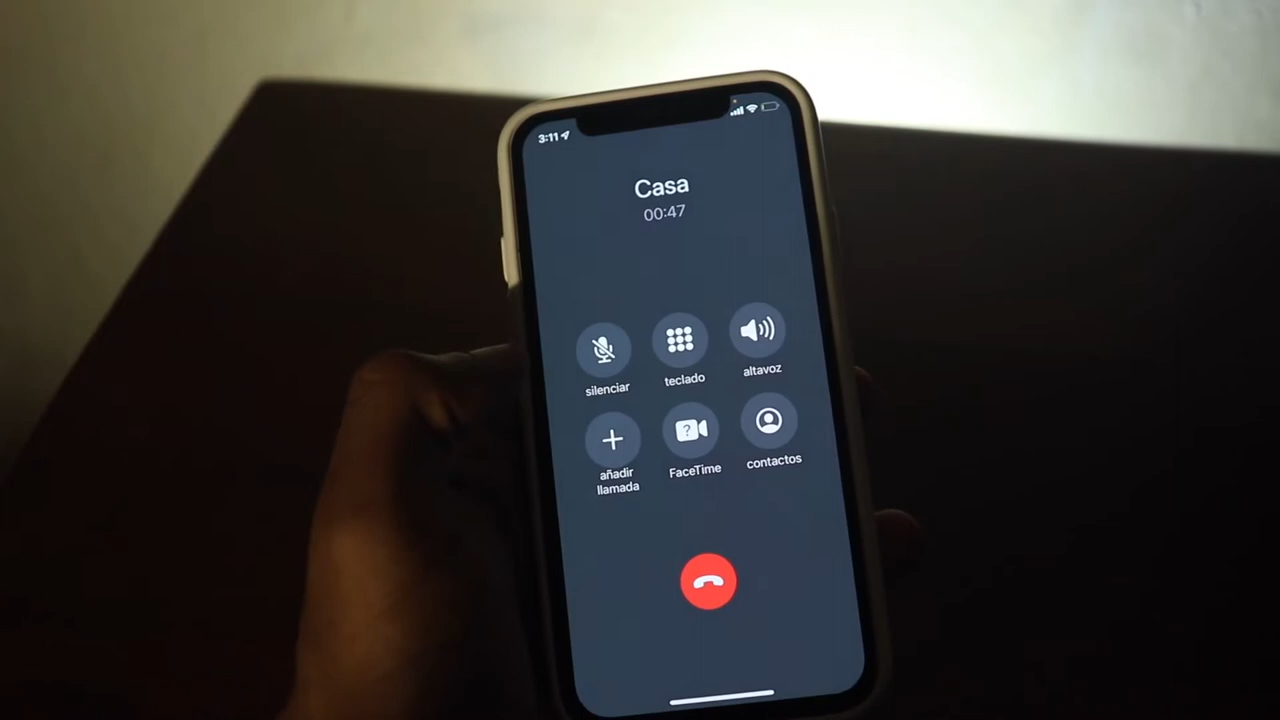 3:11
Casa
00:47
silenciar
teclado
altavoz
añadir
llamada
FaceTime
contactos